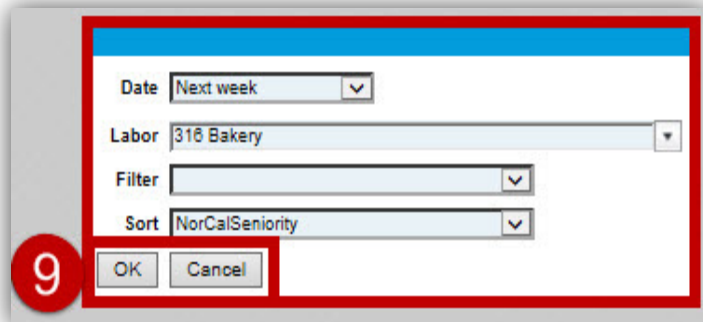 Date Next week
Labor 316 Bakery
Filter
Sort NorCalSeniority
9 OK Cancel